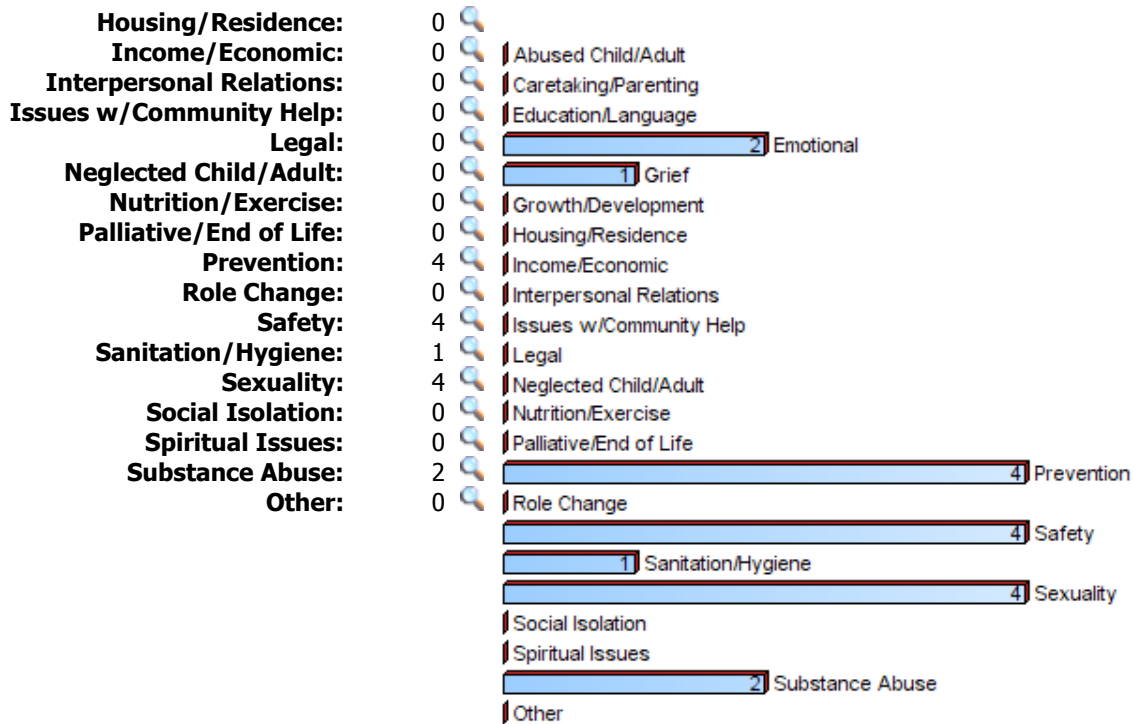 Housing/Residence: 0
Income/Economic: 0
Interpersonal Relations: 0
Issues w/Community Help: 0
Legal: 0
Neglected Child/Adult: 0
Nutrition/Exercise: 0
Palliative/End of Life: 0
Prevention: 4
Role Change: 0
Safety: 4
Sanitation/Hygiene: 1
Sexuality: 4
Social Isolation: 0
Spiritual Issues: 0
Substance Abuse: 2
Other: 0
Abused Child/Adult
Caretaking/Parenting
Education/Language
2 Emotional
1 Grief
Growth/Development
Housing/Residence
Income/Economic
Interpersonal Relations
Issues w/Community Help
Legal
Neglected Child/Adult
Nutrition/Exercise
Palliative/End of Life
4 Prevention
Role Change
4 Safety
1 Sanitation/Hygiene
4 Sexuality
Social Isolation
Spiritual Issues
2 Substance Abuse
Other